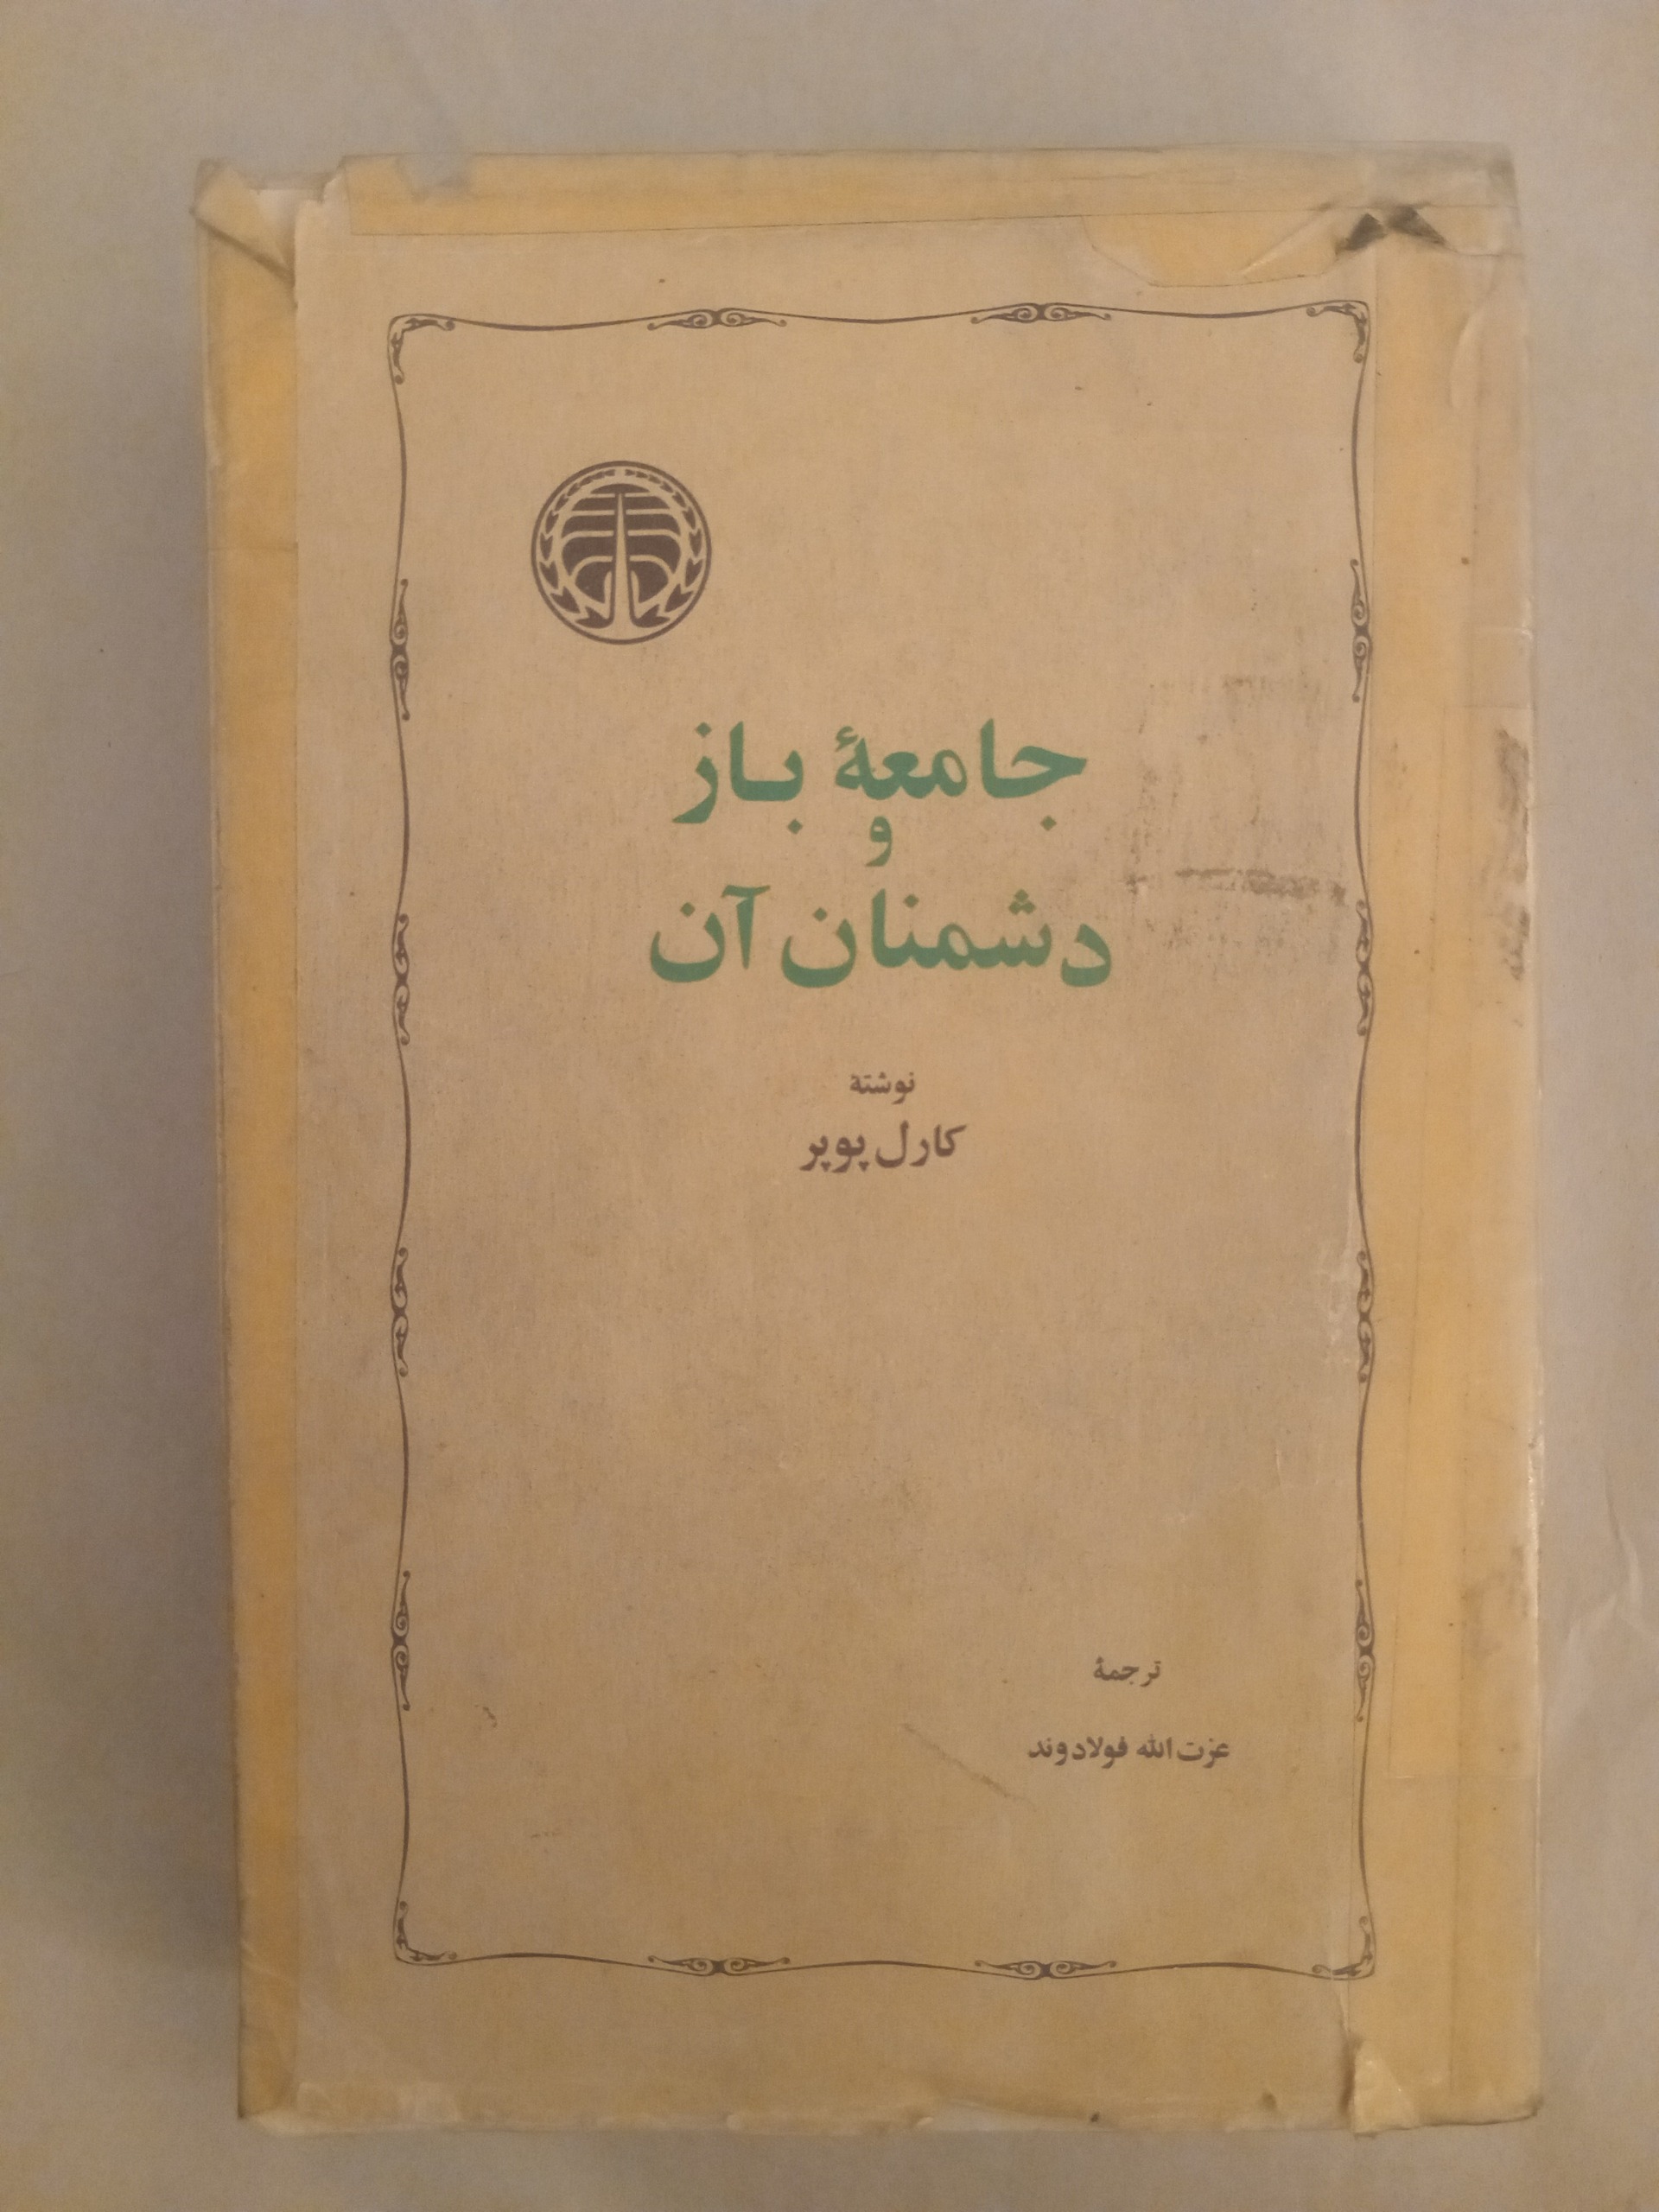 جامعهٔ باز
و
دشمنان آن
نوشته
کارل پوپر
ترجمهٔ
عزت‌الله فولادوند